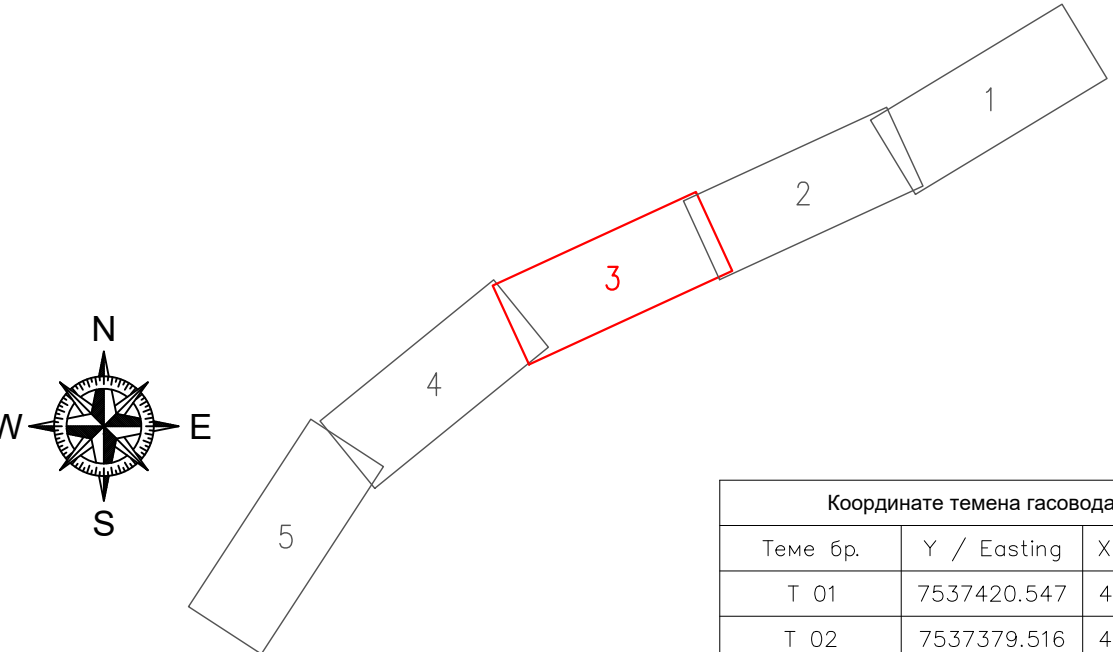 1
2
3
N
4
W E
S
5
Координате темена гасовода
Теме бр. Y / Easting X
T 01 7537420.547 4
T 02 7537379.516 4